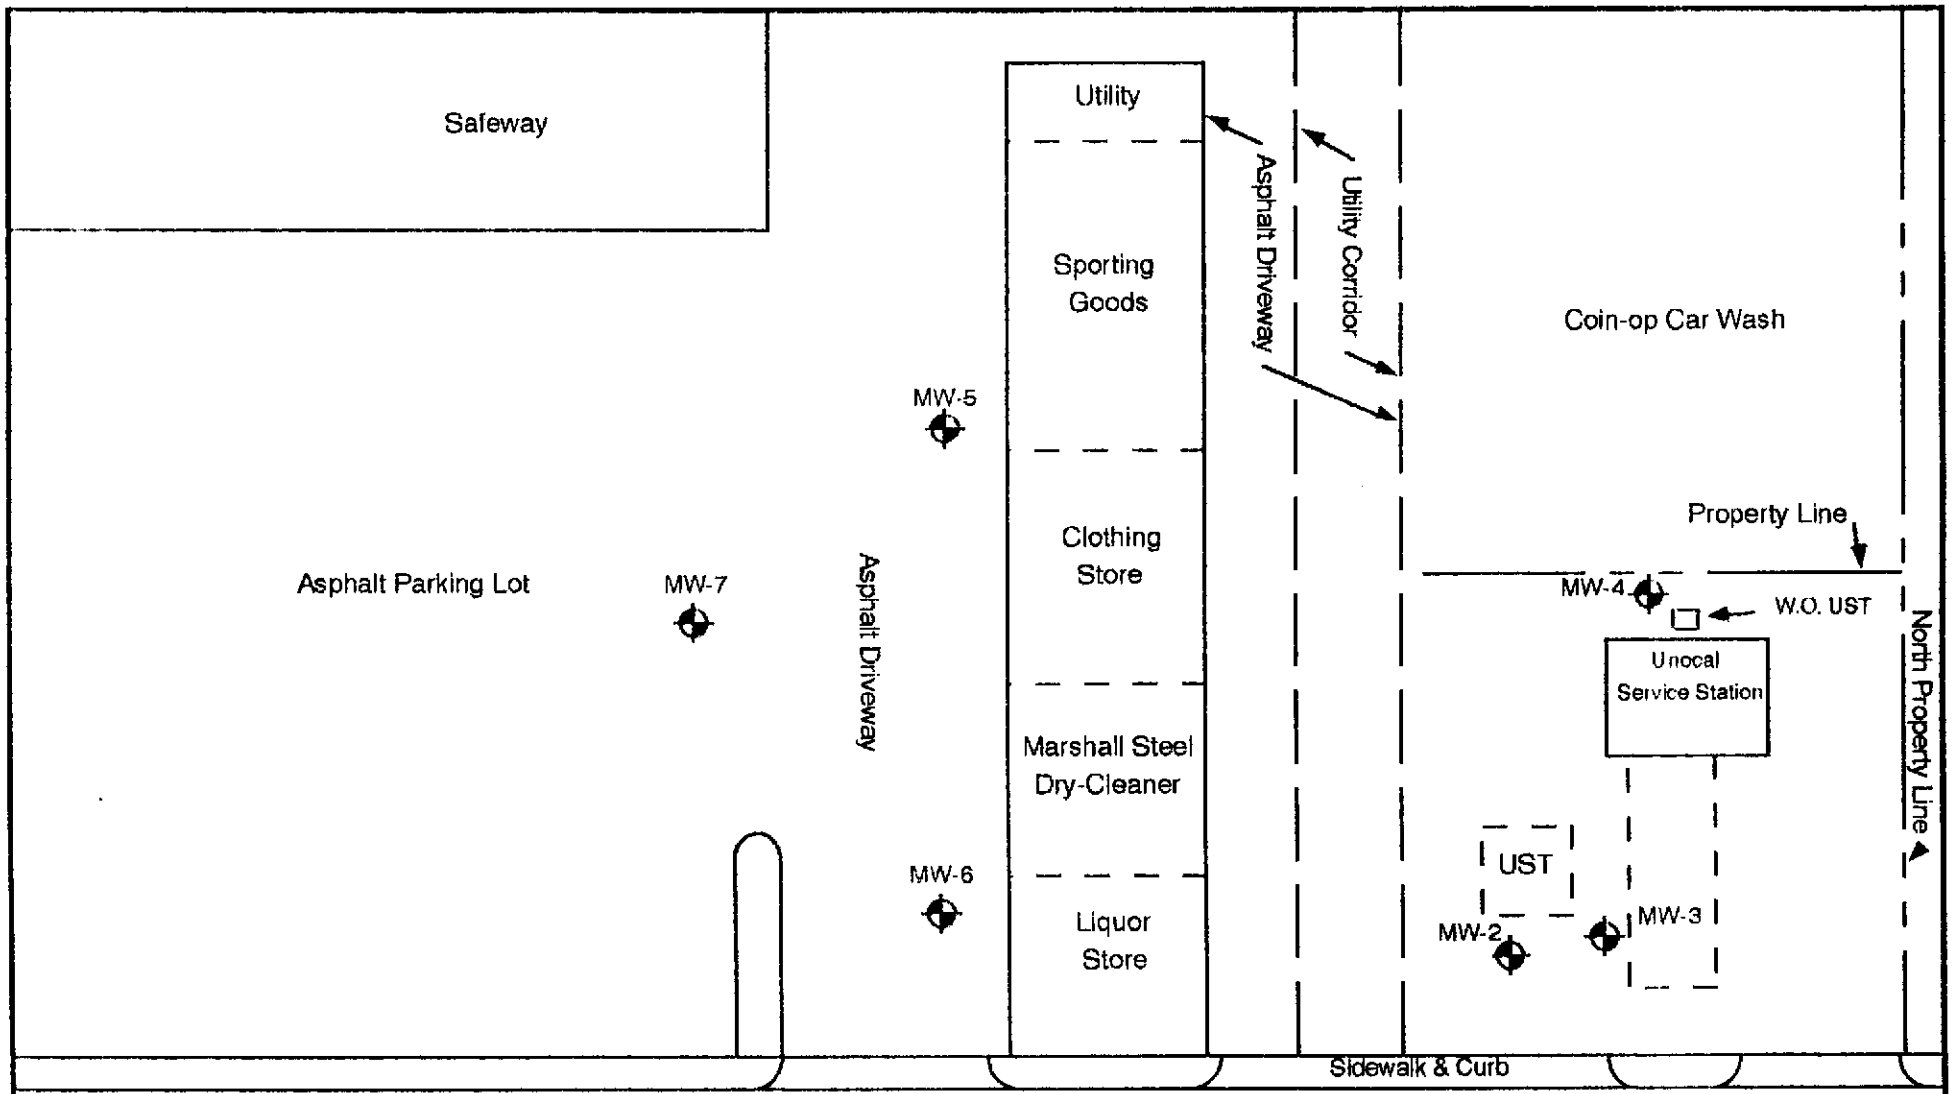 Utility
Safeway
Asphalt Driveway
Utility Corridor
Sporting
Goods
Coin-op Car Wash
MW-5
Property Line
Clothing
Store
Asphalt Parking Lot
MW-7
Asphalt Driveway
MW-4
W.O. UST
North Property Line
Unocal
Service Station
Marshall Steel
Dry-Cleaner
UST
MW-6
MW-3
Liquor
Store
MW-2
Sidewalk & Curb